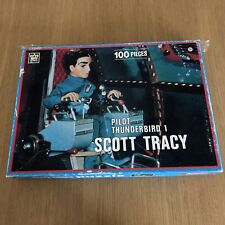 100 PIECES
PILOT
THUNDERBIRD 1
SCOTT TRACY